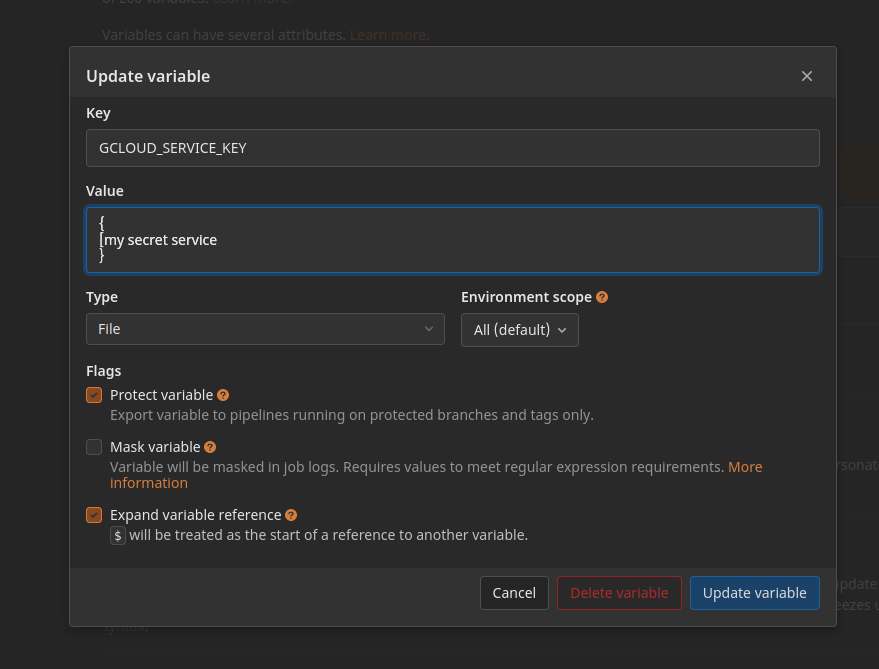 of 200 variables. Learn more.
Variables can have several attributes. Learn more.
Update variable
Key
GCLOUD_SERVICE_KEY
Value
{
[my secret service
}
Type
Environment scope
File
All (default)
Flags
Protect variable
Export variable to pipelines running on protected branches and tags only.
Mask variable
Variable will be masked in job logs. Requires values to meet regular expression requirements. More
information
Expand variable reference
$ will be treated as the start of a reference to another variable.
Cancel
Delete variable
Update variable
syntax.